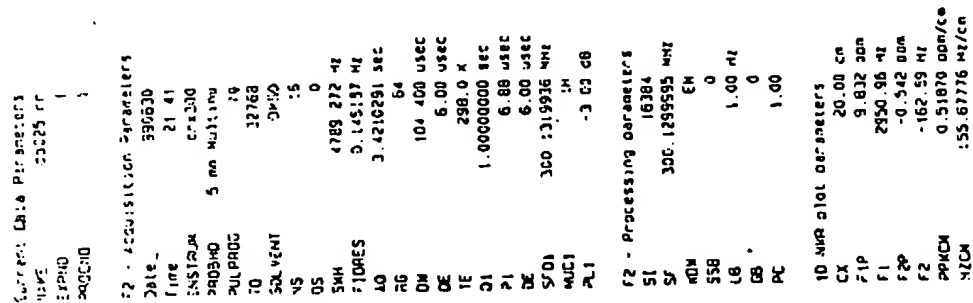 Current Data Parameters
NAME
EXPNO 1
PROCNO 1
F2 - Acquisition Parameters
Date_ 990630
Time 21 41
INSTRUM
PROBHD 5 mm Multinu
PULPROG
TD 32768
SOLVENT DMSO
NS 16
DS 0
SWH 4789 272 Hz
FIDRES 0.145157 Hz
AQ 3.4210291 sec
RG 64
DW 104 400 usec
DE 6.00 usec
TE 298.0 K
D1 1.00000000 sec
P1 6.88 usec
DE 6.00 usec
SFO1 300 1319936 MHz
NUC1 1H
PL1 -3 00 dB
F2 - Processing parameters
SI 16384
SF 300.1299595 MHz
WDW EM
SSB 0
LB 1.00 Hz
GB 0
PC 1.00
1D NMR plot parameters
CX 20.00 cm
F1P 9.832 ppm
F1 2950.96 Hz
F2P -0.542 ppm
F2 -162.59 Hz
PPMCM 0.51870 ppm/cm
HZCM 155.67776 Hz/cm